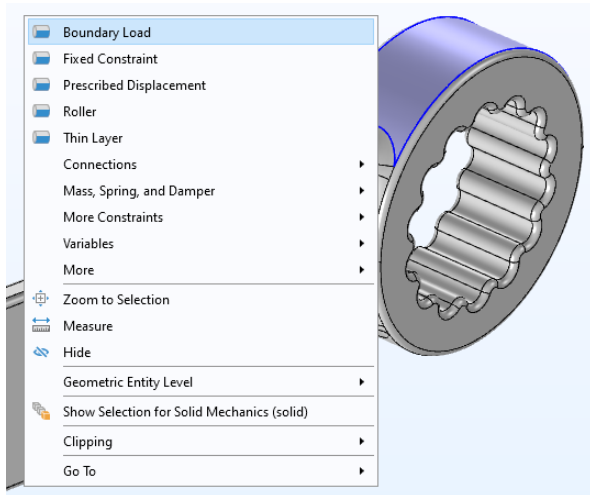 Boundary Load
Fixed Constraint
Prescribed Displacement
Roller
Thin Layer
Connections
Mass, Spring, and Damper
More Constraints
Variables
More
Zoom to Selection
Measure
Hide
Geometric Entity Level
Show Selection for Solid Mechanics (solid)
Clipping
Go To